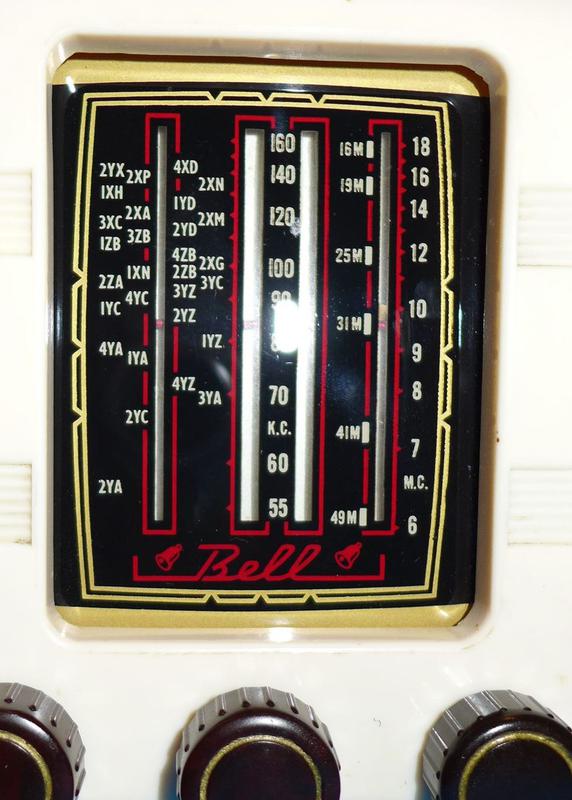 2YX
2XP
1XH
2XA
3XC
3ZB
1ZB
1XN
2ZA
4YC
1YC
4YA
1YA
2YC
2YA
4XD
2XN
1YD
2XM
2YD
4ZB
2XG
2ZB
3YC
3YZ
2YZ
1YZ
4YZ
3YA
160
140
120
100
90
70
K.C.
60
55
16M
19M
25M
31M
41M
49M
18
16
14
12
10
9
8
7
M.C.
6
Bell